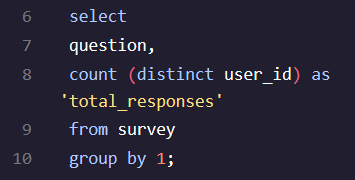 6 select
7 question,
8 count (distinct user_id) as
'total_responses'
9 from survey
10 group by 1;